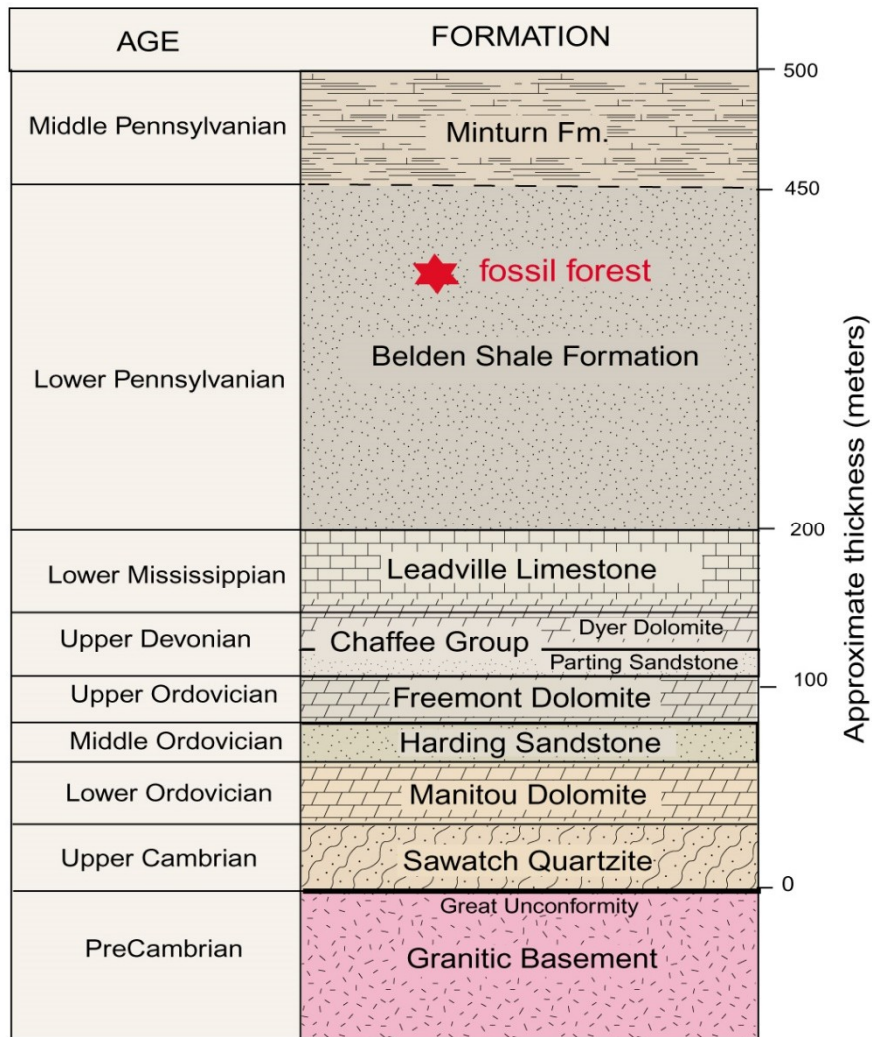 AGE
FORMATION
500
Middle Pennsylvanian
Minturn Fm.
450
fossil forest
Belden Shale Formation
Lower Pennsylvanian
Approximate thickness (meters)
200
Lower Mississippian
Leadville Limestone
Upper Devonian
Chaffee Group
Dyer Dolomite
Parting Sandstone
100
Upper Ordovician
Freemont Dolomite
Middle Ordovician
Harding Sandstone
Lower Ordovician
Manitou Dolomite
Upper Cambrian
Sawatch Quartzite
0
Great Unconformity
PreCambrian
Granitic Basement